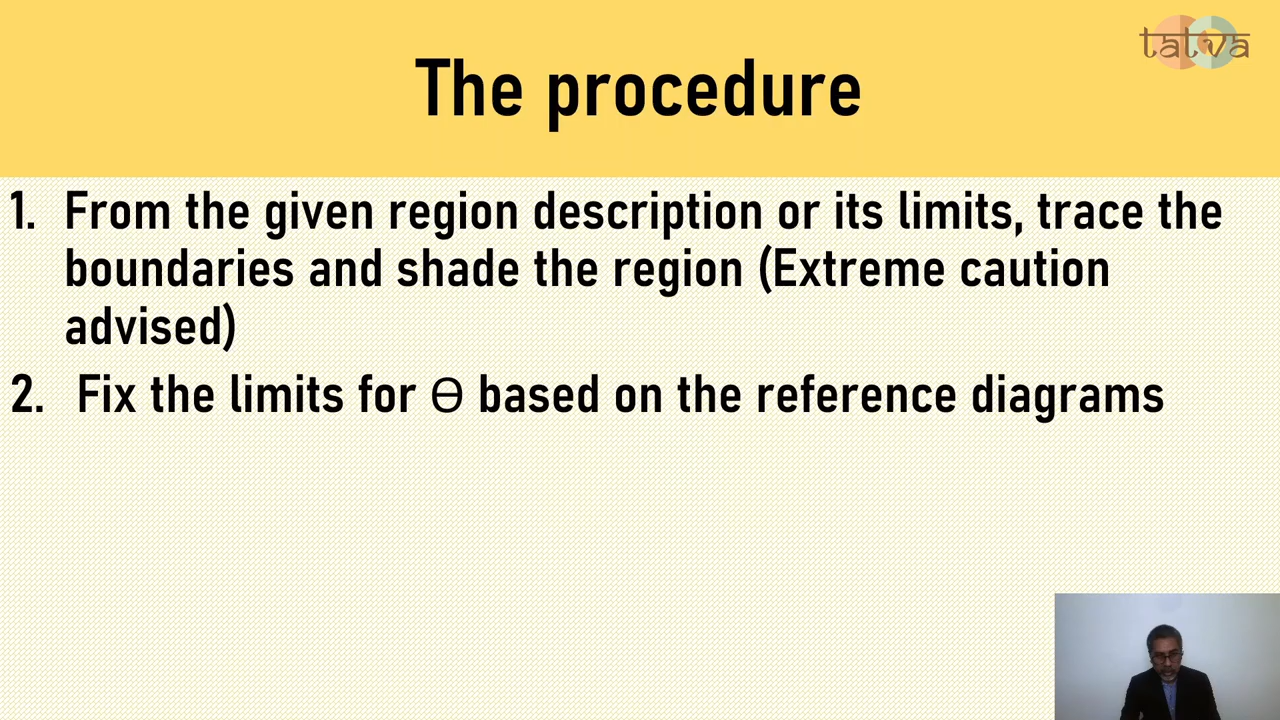 tatva
The procedure
1. From the given region description or its limits, trace the
boundaries and shade the region (Extreme caution
advised)
2. Fix the limits for Θ based on the reference diagrams